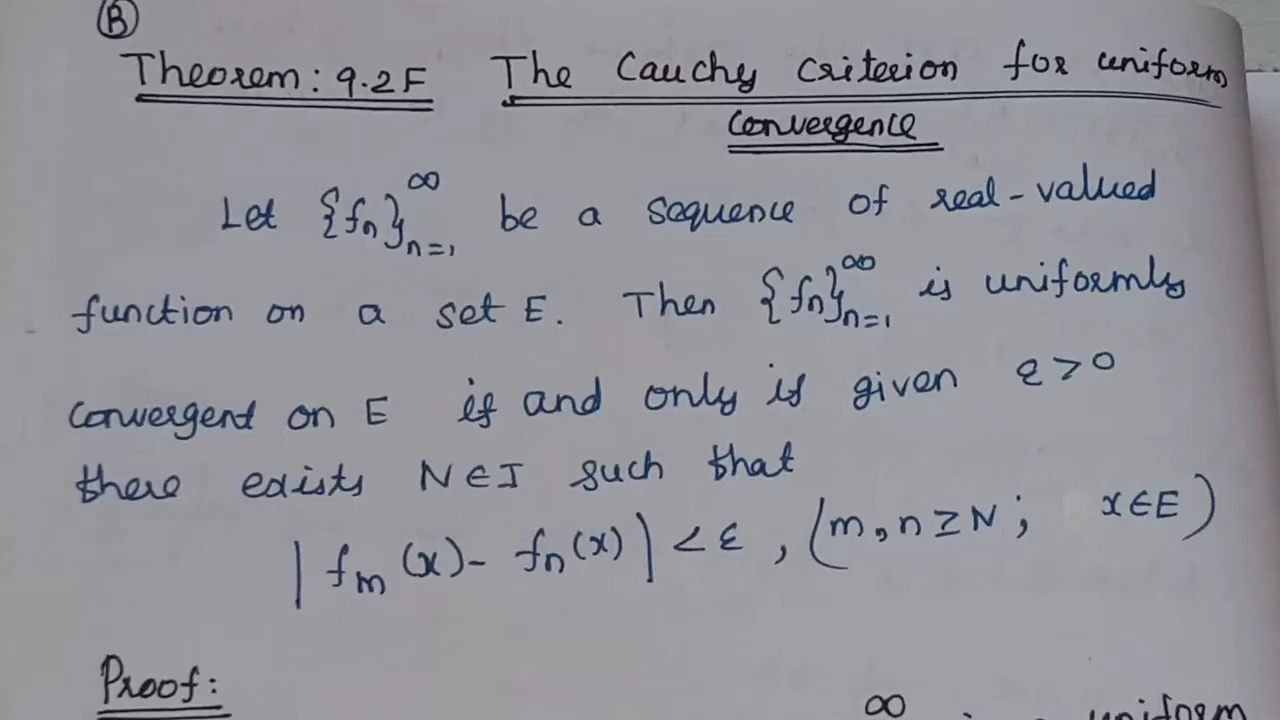 B
Theorem: 9.2F The Cauchy Criterion for uniform
Convergence
Let {fn}∞n=1 be a sequence of real-valued
function on a set E. Then {fn}∞n=1 is uniformly
convergent on E if and only is given ε>0
there exists N∈I such that
|fm(x)- fn(x)| <ε, (m,n≥N; x∈E)
Proof:
∞ uniform